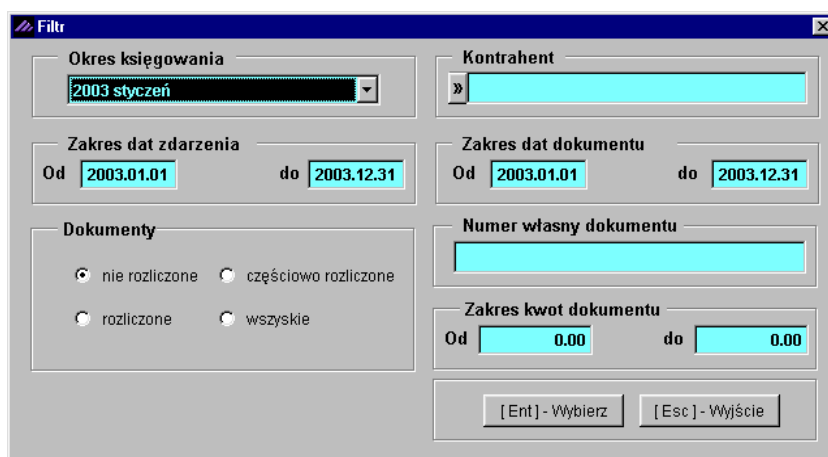 Filtr
Okres księgowania
2003 styczeń
Kontrahent
»
Zakres dat zdarzenia
Od 2003.01.01 do 2003.12.31
Zakres dat dokumentu
Od 2003.01.01 do 2003.12.31
Dokumenty
nie rozliczone częściowo rozliczone
rozliczone wszyskie
Numer własny dokumentu
Zakres kwot dokumentu
Od 0.00 do 0.00
[ Ent ] - Wybierz [ Esc ] - Wyjście